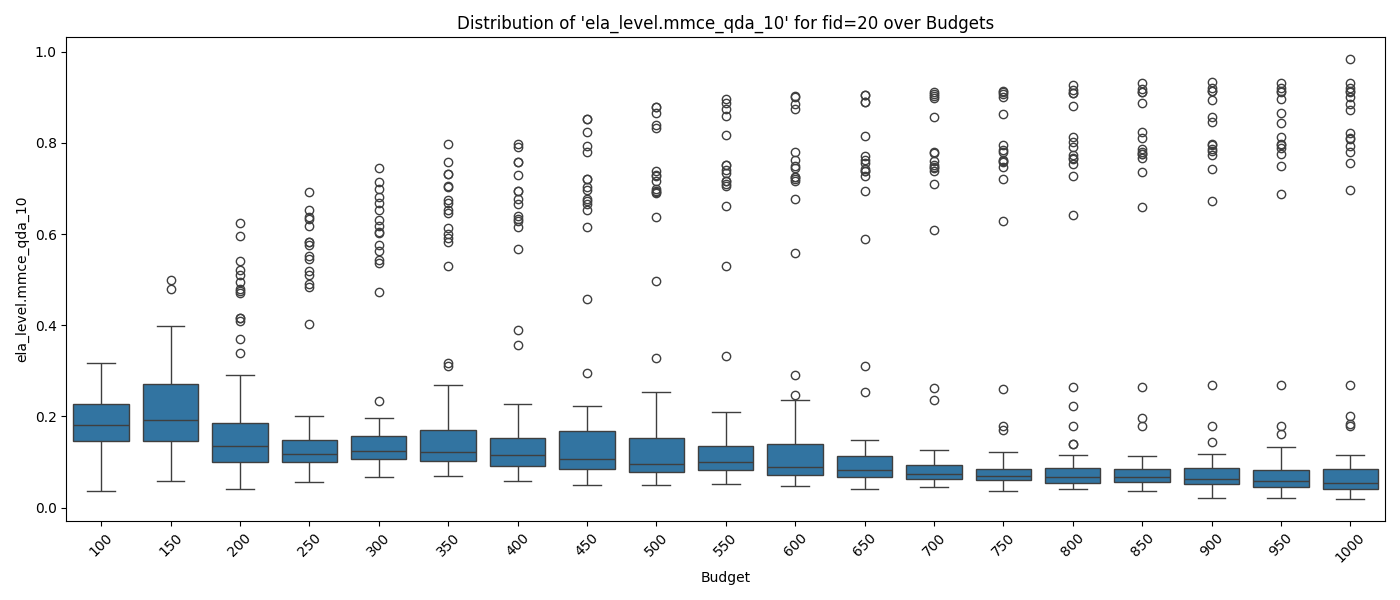 Distribution of 'ela_level.mmce_qda_10' for fid=20 over Budgets
ela_level.mmce_qda_10
1.0
0.8
0.6
0.4
0.2
0.0
100 150 200 250 300 350 400 450 500 550 600 650 700 750 800 850 900 950 1000
Budget